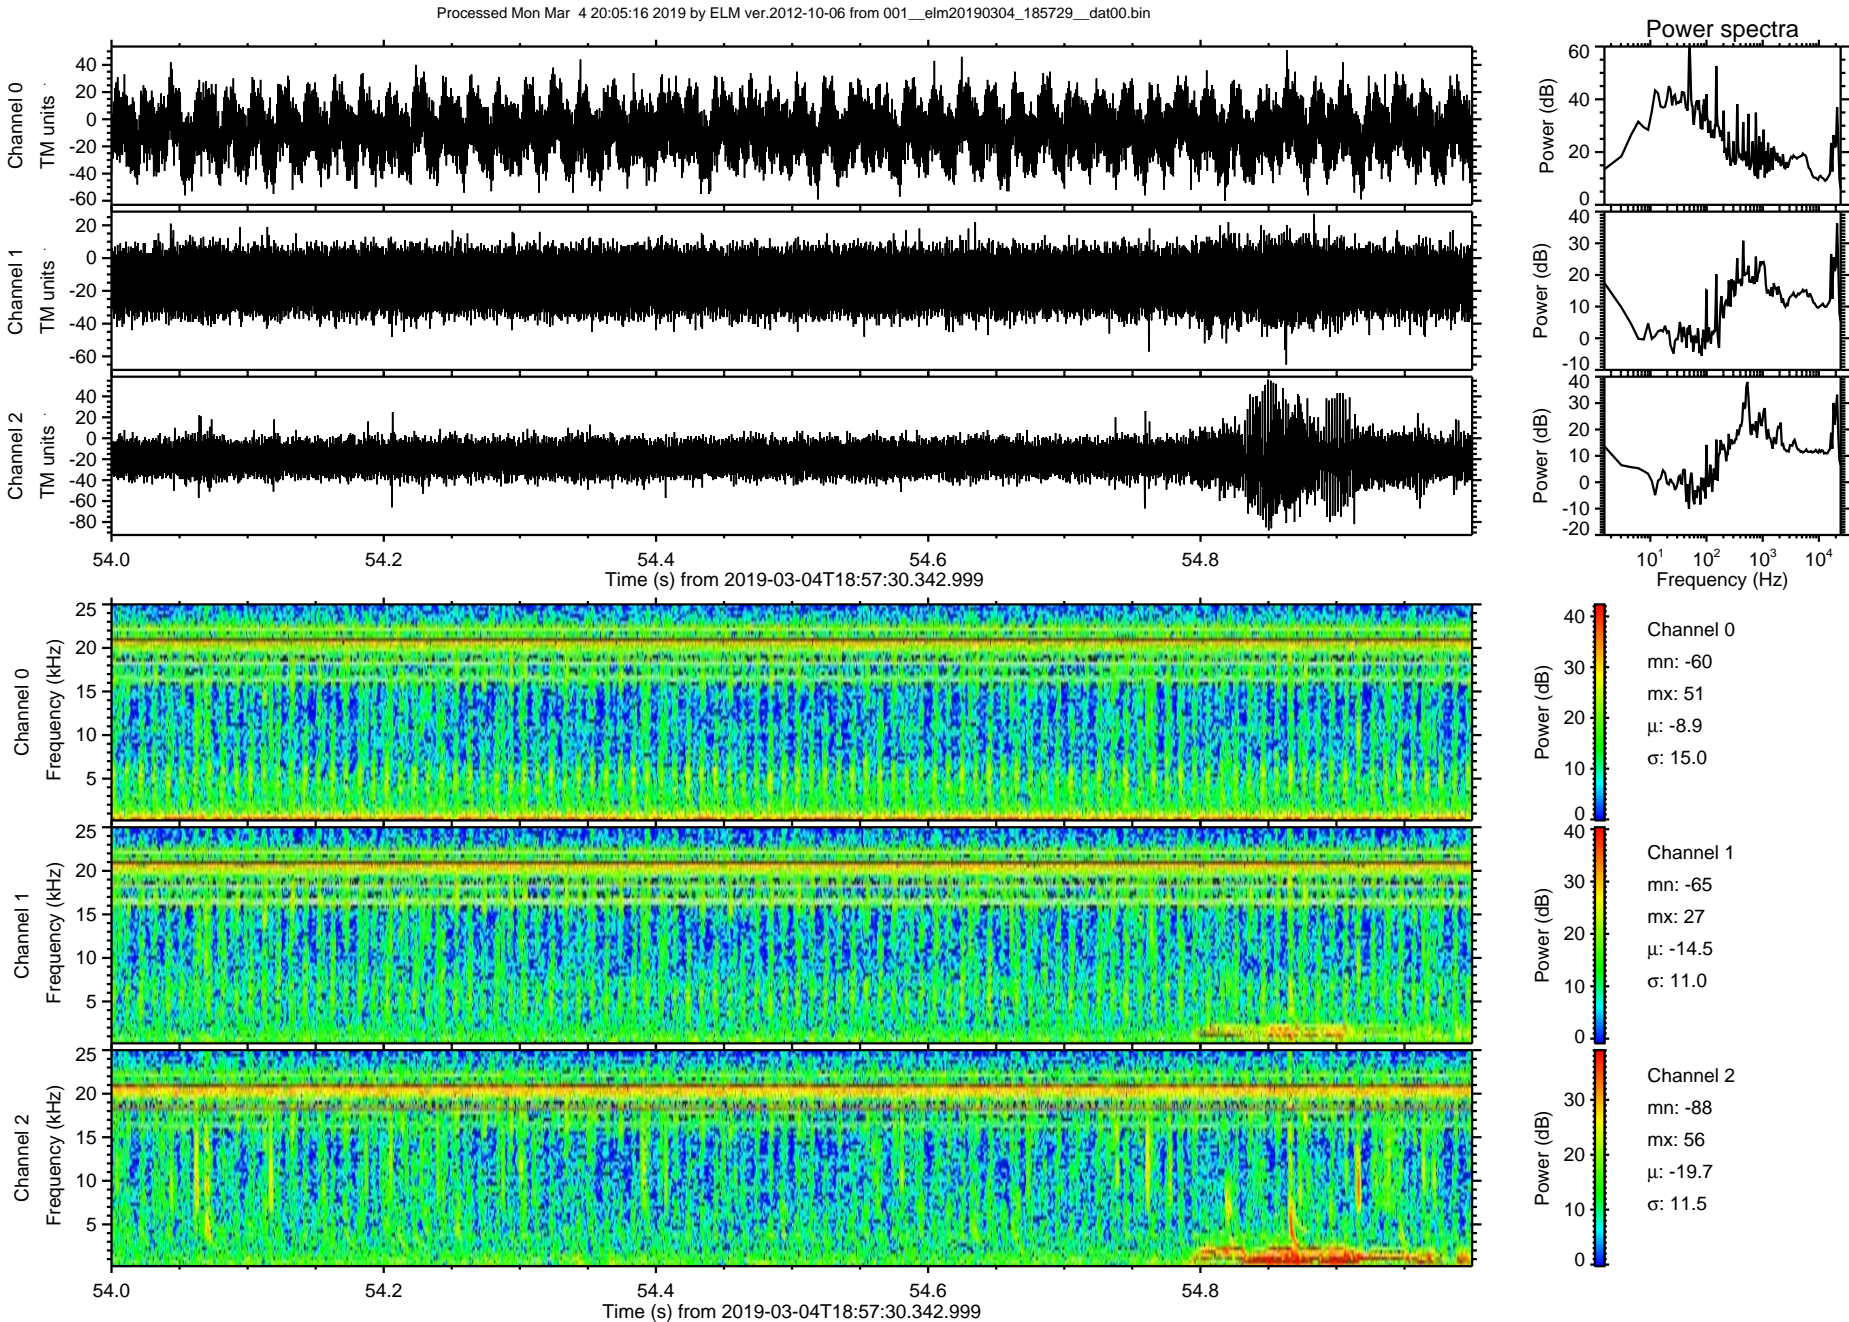 Processed Mon Mar  4 20:05:16 2019 by ELM ver.2012-10-06 from 001__elm20190304_185729__dat00.bin
Power spectra
Channel 0
TM units
40
20
0
-20
-40
-60
Power (dB)
60
40
20
0
Channel 1
TM units
20
0
-20
-40
-60
Power (dB)
40
30
20
10
0
-10
Channel 2
TM units
40
20
0
-20
-40
-60
-80
Power (dB)
40
30
20
10
0
-10
-20
54.0 54.2 54.4 54.6 54.8
Time (s) from 2019-03-04T18:57:30.342.999
10¹ 10² 10³ 10⁴
Frequency (Hz)
Channel 0
Frequency (kHz)
25
20
15
10
5
Power (dB)
40
30
20
10
0
Channel 0
mn: -60
mx: 51
μ: -8.9
σ: 15.0
Channel 1
Frequency (kHz)
25
20
15
10
5
Power (dB)
40
30
20
10
0
Channel 1
mn: -65
mx: 27
μ: -14.5
σ: 11.0
Channel 2
Frequency (kHz)
25
20
15
10
5
Power (dB)
30
20
10
0
Channel 2
mn: -88
mx: 56
μ: -19.7
σ: 11.5
54.0 54.2 54.4 54.6 54.8
Time (s) from 2019-03-04T18:57:30.342.999